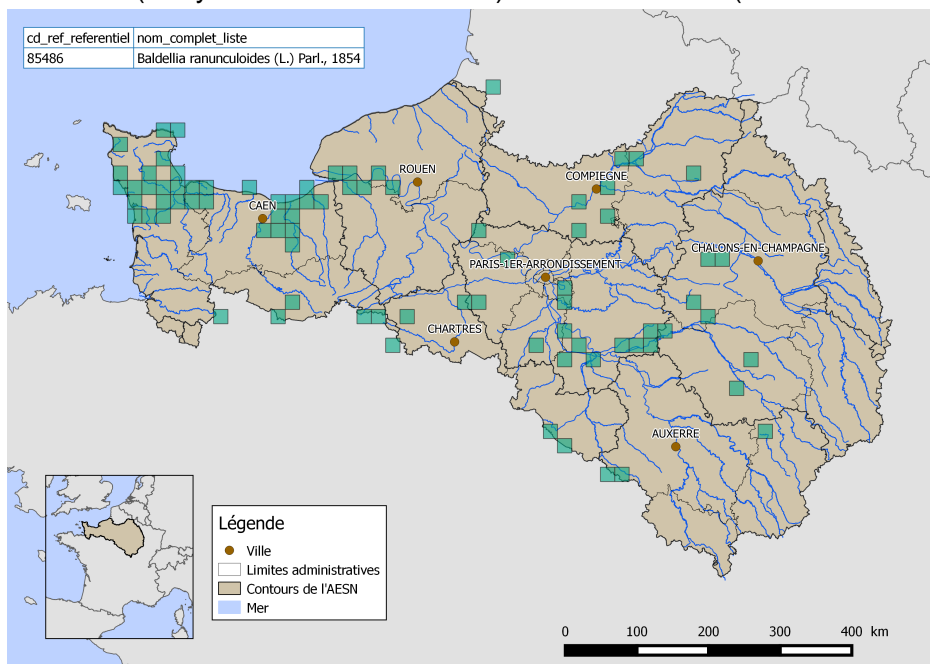 cd_ref_referentiel nom_complet_liste
85486 Baldellia ranunculoides (L.) Parl., 1854
ROUEN
COMPIEGNE
CAEN
CHALONS-EN-CHAMPAGNE
PARIS-1ER-ARRONDISSEMENT
CHARTRES
AUXERRE
Légende
Ville
Limites administratives
Contours de l'AESN
Mer
0 100 200 300 400 km